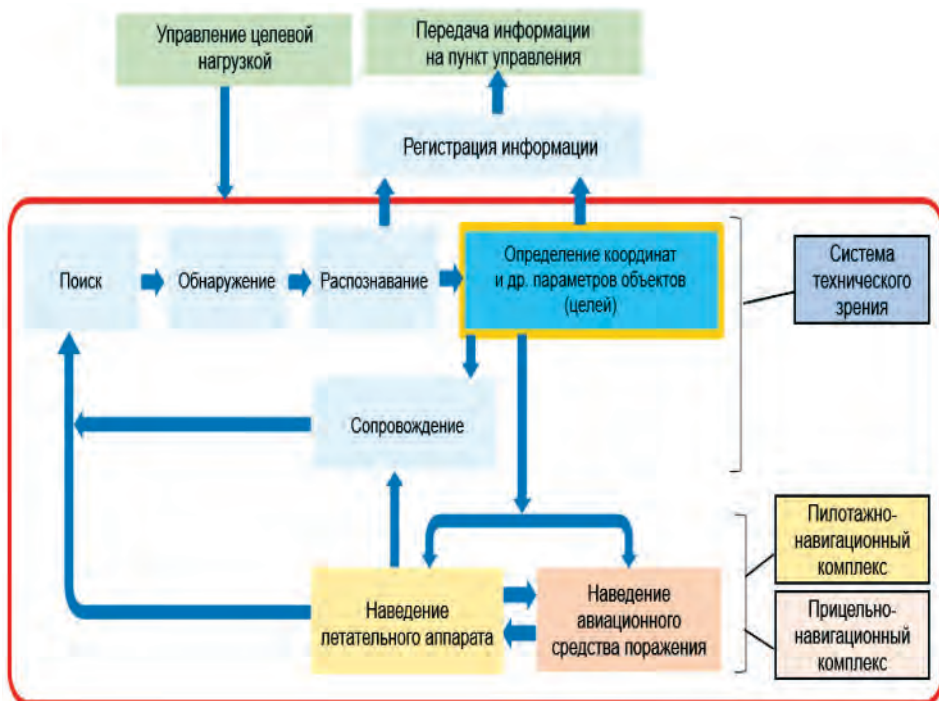 Управление целевой
нагрузкой
Передача информации
на пункт управления
Регистрация информации
Поиск
Обнаружение
Распознавание
Определение координат
и др. параметров объектов
(целей)
Система
технического
зрения
Сопровождение
Пилотажно-
навигационный
комплекс
Наведение
летательного аппарата
Наведение
авиационного
средства поражения
Прицельно-
навигационный
комплекс